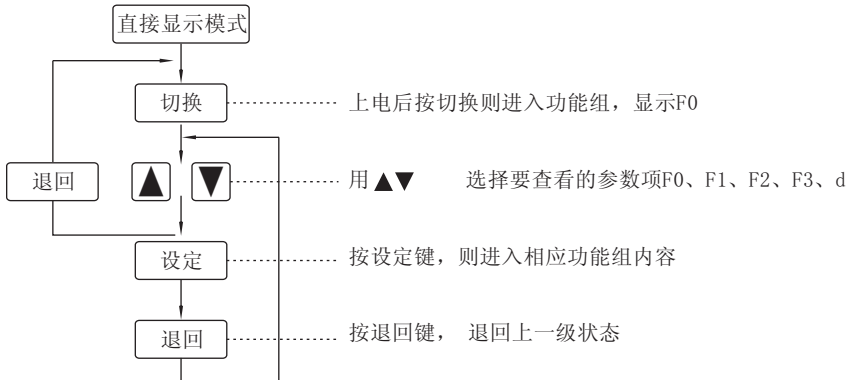 直接显示模式
切换 上电后按切换则进入功能组，显示F0
退回 ▲ ▼ 用▲▼ 选择要查看的参数项F0、F1、F2、F3、d
设定 按设定键，则进入相应功能组内容
退回 按退回键， 退回上一级状态